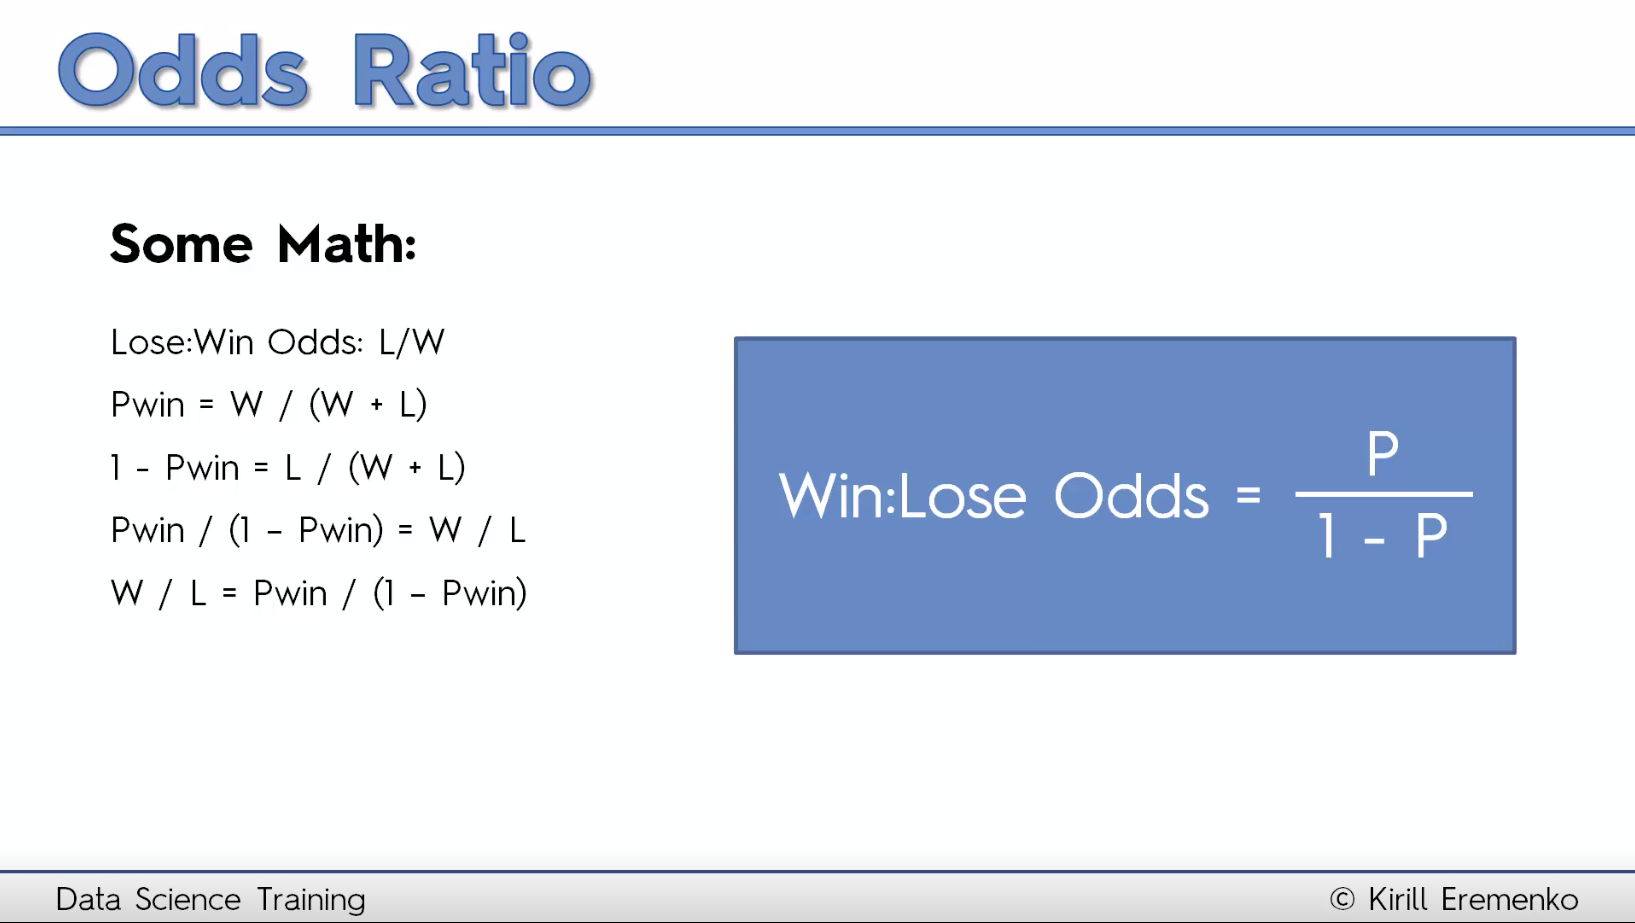 Odds Ratio
Some Math:
Lose:Win Odds: L/W
Pwin = W / (W + L)
1 - Pwin = L / (W + L)
Pwin / (1 – Pwin) = W / L
W / L = Pwin / (1 – Pwin)
Win:Lose Odds = P / 1 - P
Data Science Training
© Kirill Eremenko